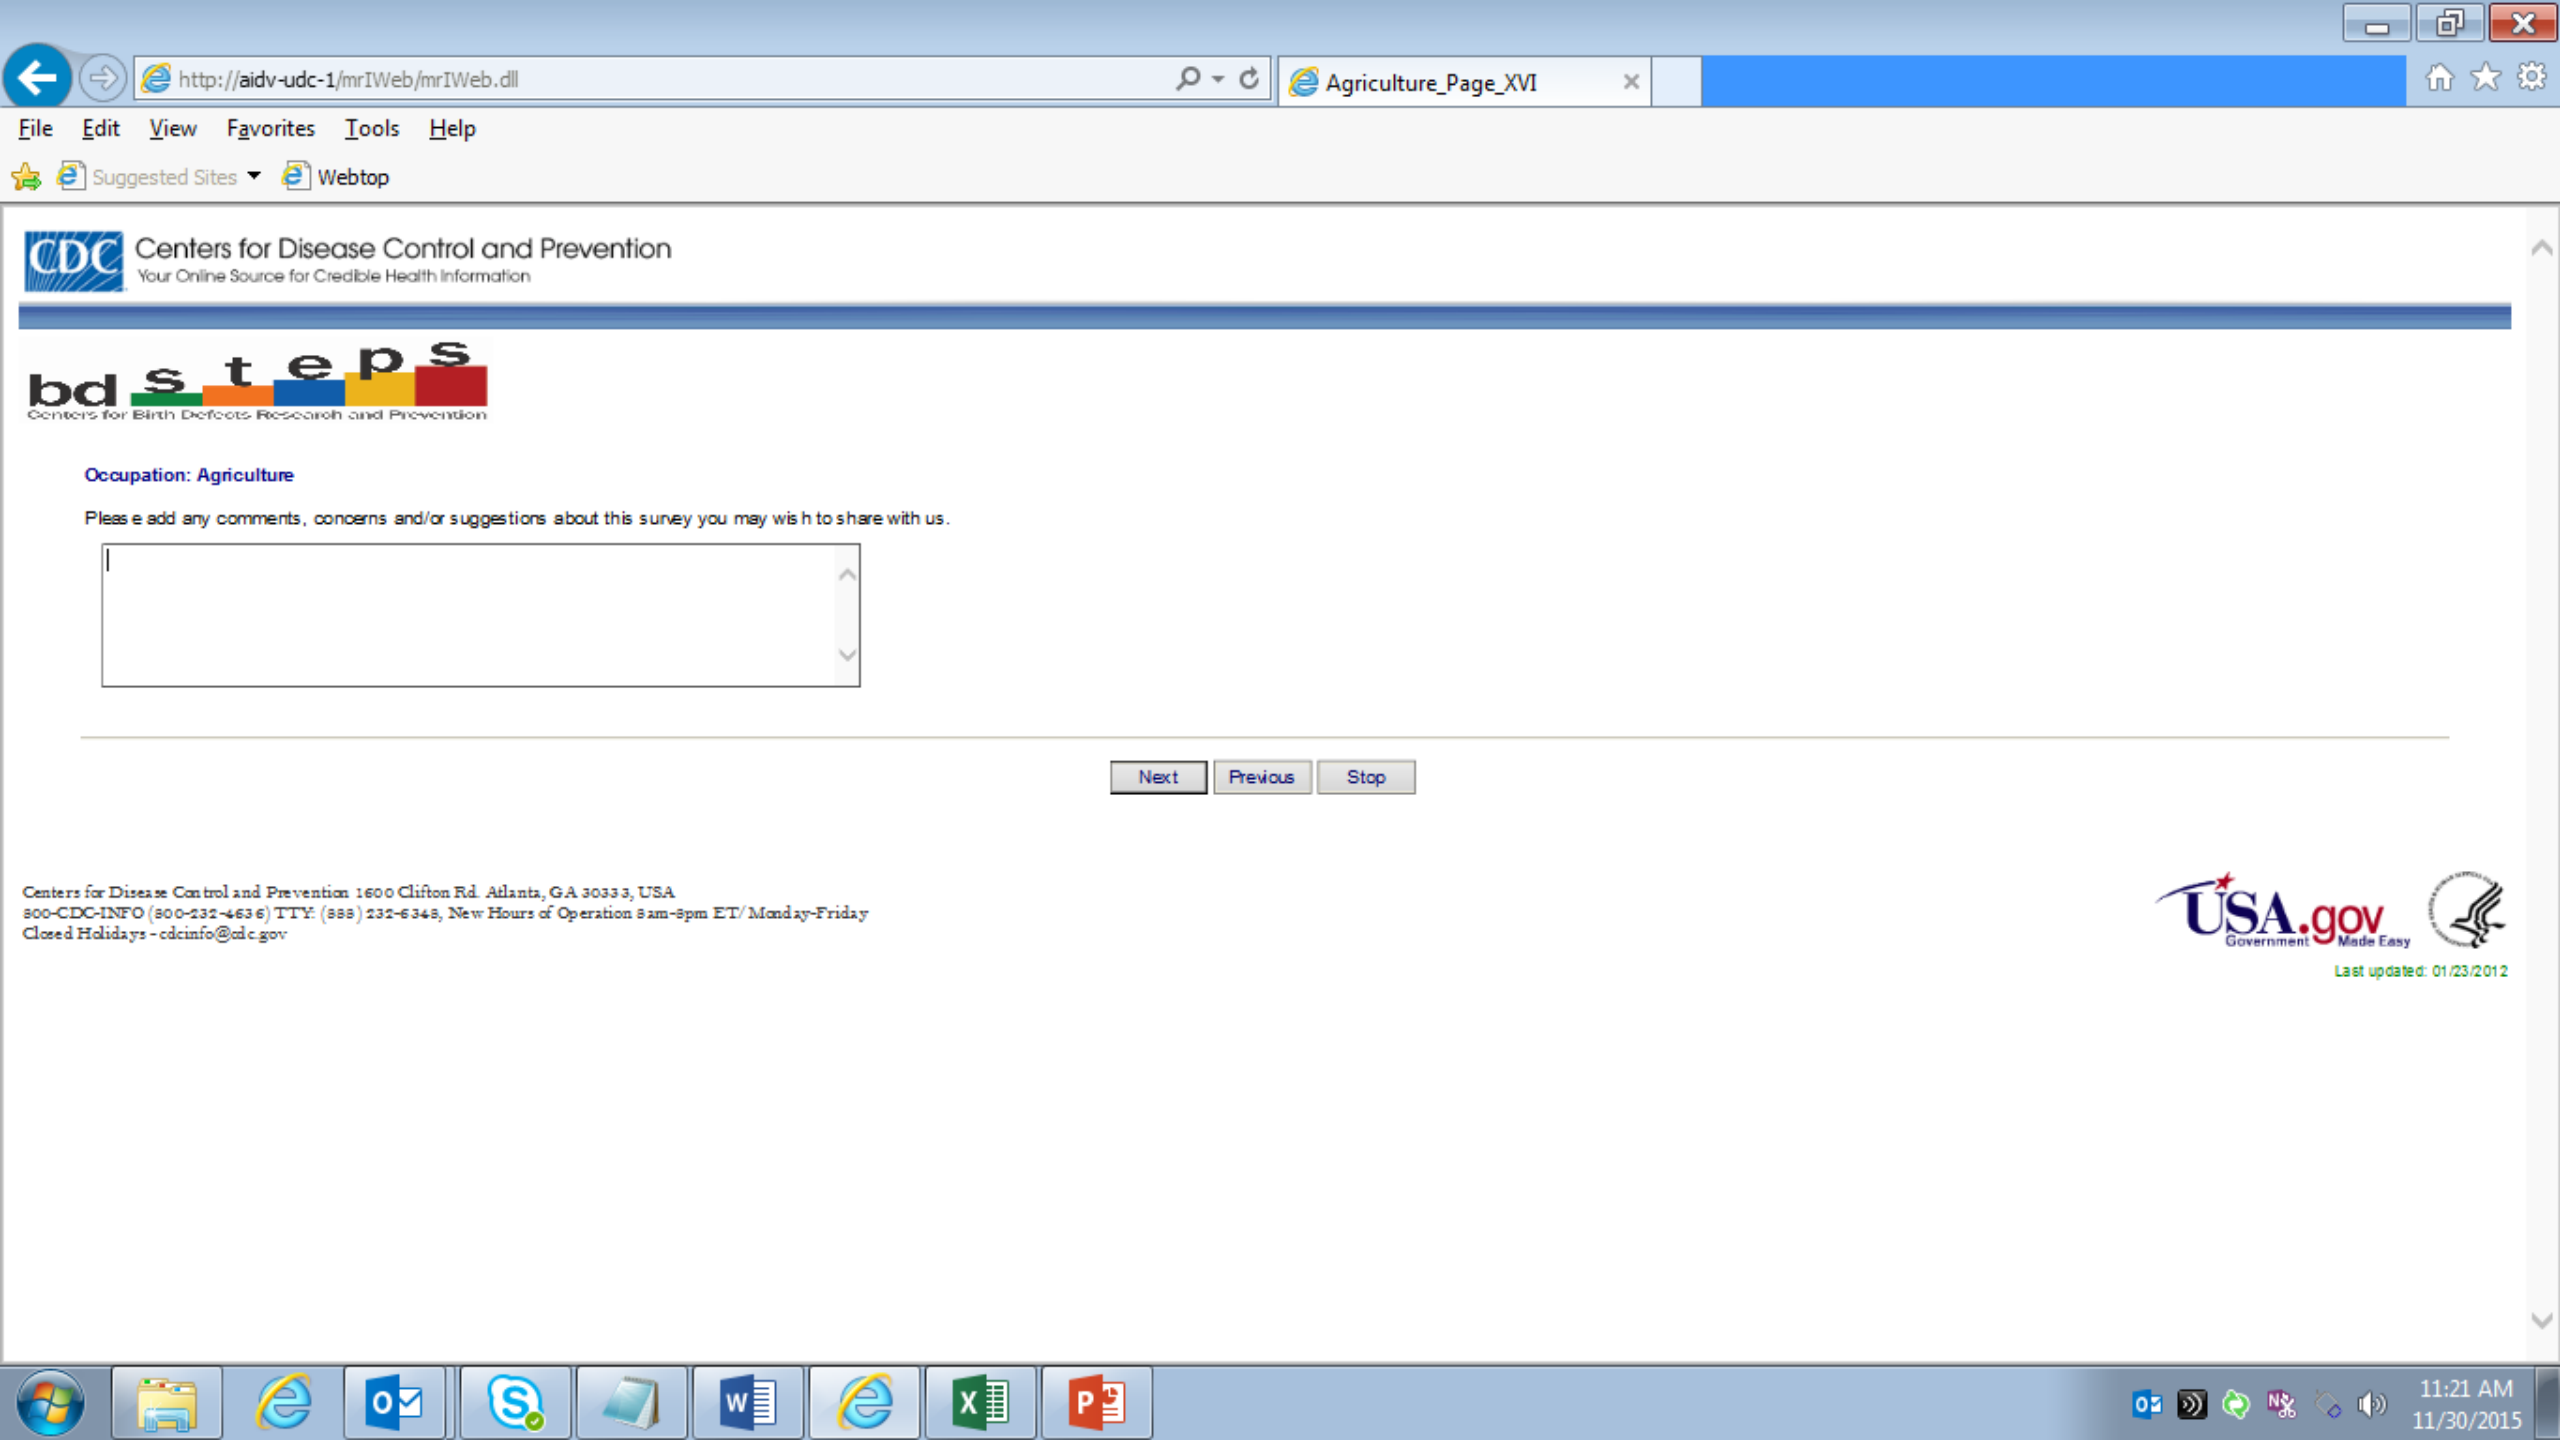 http://aidv-udc-1/mrIWeb/mrIWeb.dll
Agriculture_Page_XVI
File Edit View Favorites Tools Help
Suggested Sites Webtop
CDC
Centers for Disease Control and Prevention
Your Online Source for Credible Health Information
bd steps
Centers for Birth Defects Research and Prevention
Occupation: Agriculture
Please add any comments, concerns and/or suggestions about this survey you may wish to share with us.
Next Previous Stop
Centers for Disease Control and Prevention 1600 Clifton Rd. Atlanta, GA 30333, USA
800-CDC-INFO (800-232-4636) TTY: (888) 232-6348, New Hours of Operation 8am-8pm ET/Monday-Friday
Closed Holidays - cdcinfo@cdc.gov
USA.gov
Government Made Easy
Last updated: 01/23/2012
11:21 AM
11/30/2015